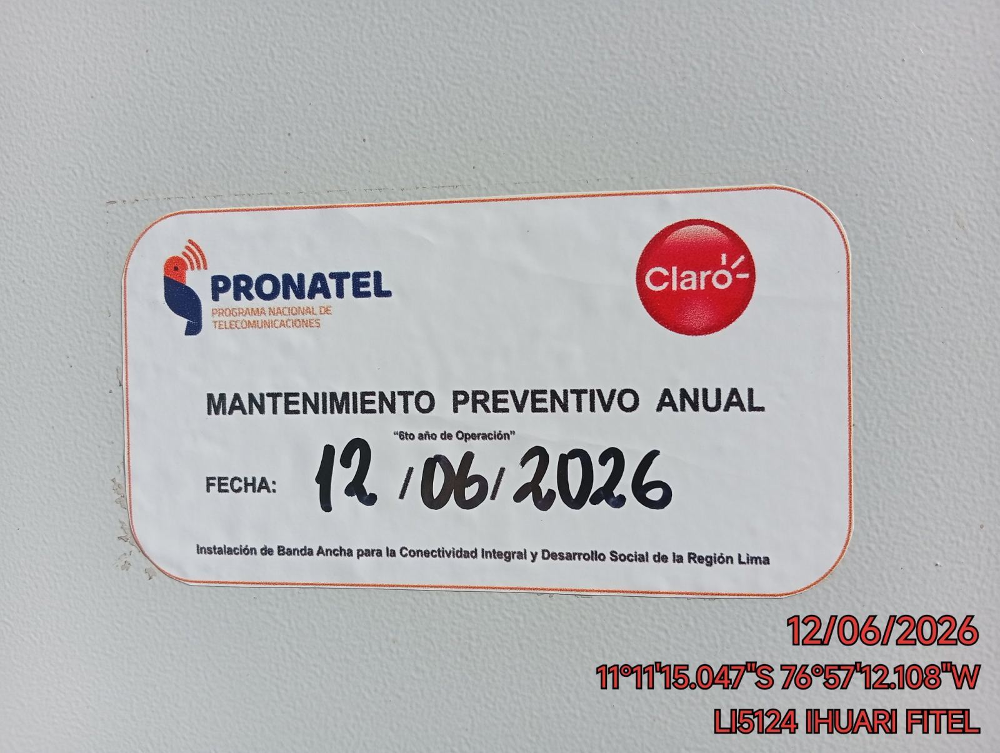 PRONATEL
PROGRAMA NACIONAL DE
TELECOMUNICACIONES
Claro
MANTENIMIENTO PREVENTIVO ANUAL
"6to año de Operación"
FECHA: 12/06/2026
Instalación de Banda Ancha para la Conectividad Integral y Desarrollo Social de la Región Lima
12/06/2026
11°11'15.047"S 76°57'12.108"W
LI5124 IHUARI FITEL